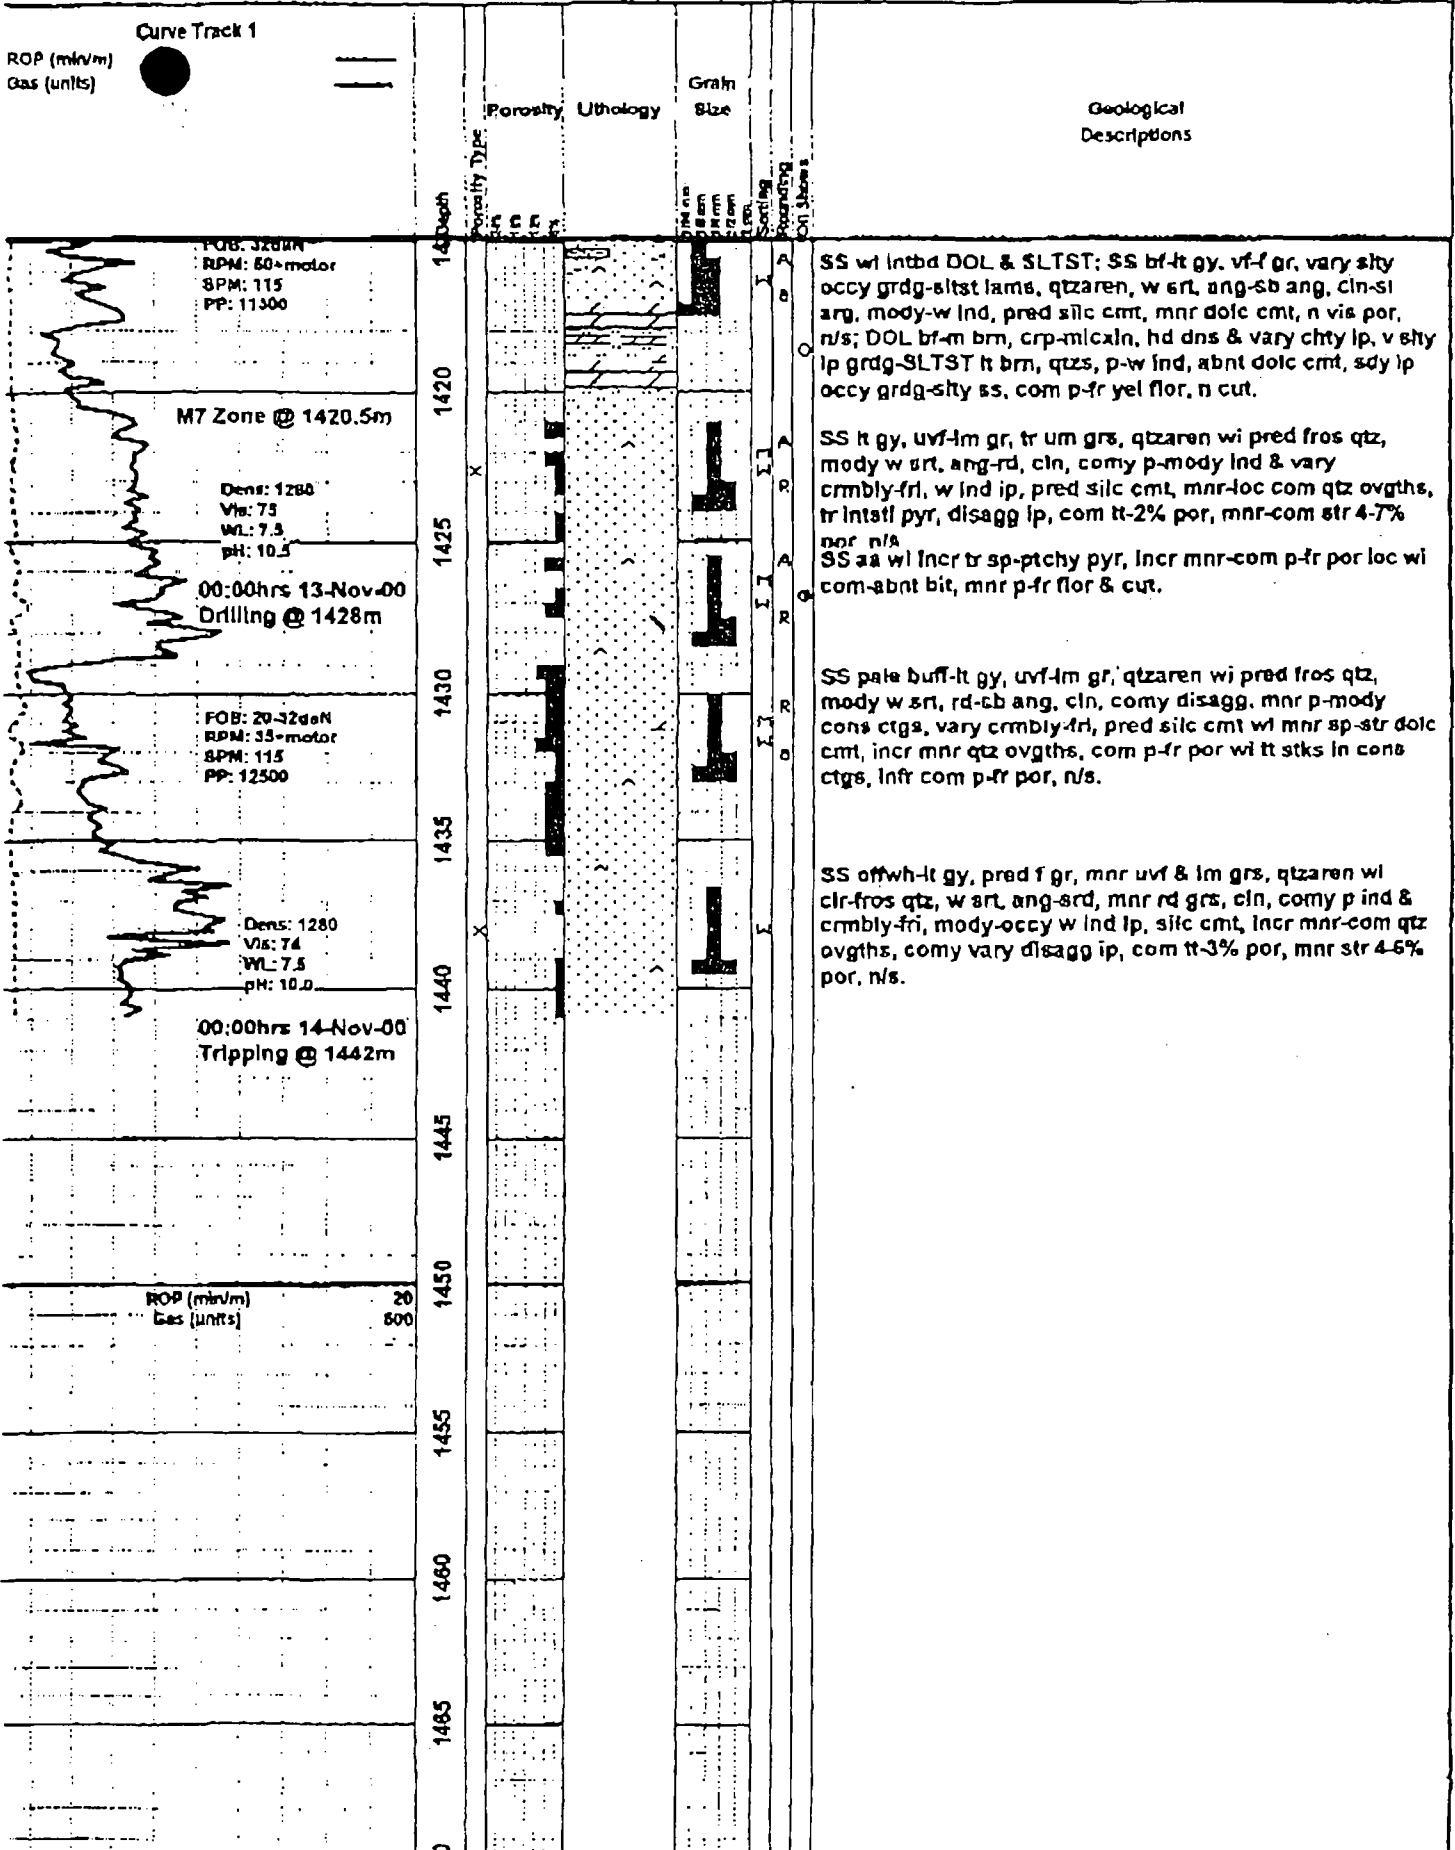 Curve Track 1
ROP (min/m)
Gas (units)
Depth
Porosity Type
Porosity
Lithology
Grain
Size
Sorting
Rounding
Oil Shows
Geological
Descriptions
FOB: 32daN
RPM: 60+motor
SPM: 115
PP: 11300
SS wi intbd DOL & SLTST; SS bf-lt gy, vf-f gr, vary slty
occy grdg-sltst lams, qtzaren, w srt, ang-sb ang, cln-sl
arg, mody-w ind, pred silc cmt, mnr dolc cmt, n vis por,
n/s; DOL bf-m brn, crp-micxln, hd dns & vary chty ip, v slty
ip grdg-SLTST lt brn, qtzs, p-w ind, abnt dolc cmt, sdy ip
occy grdg-slty ss, com p-fr yel flor, n cut.
1420
M7 Zone @ 1420.5m
Dens: 1280
Vis: 75
WL: 7.5
pH: 10.5
A
B
SS lt gy, uvf-lm gr, tr um grs, qtzaren wi pred fros qtz,
mody w srt, ang-rd, cln, comy p-mody ind & vary
crmbly-fri, w ind ip, pred silc cmt, mnr-loc com qtz ovgths,
tr intstl pyr, disagg ip, com tt-2% por, mnr-com str 4-7%
por, n/s
X
A
R
1425
00:00hrs 13-Nov-00
Drilling @ 1428m
SS aa wi incr tr sp-ptchy pyr, incr mnr-com p-fr por loc wi
com-abnt bit, mnr p-fr flor & cut.
A
R
1430
FOB: 20-32daN
RPM: 35+motor
SPM: 115
PP: 12500
SS pale buff-lt gy, uvf-lm gr, qtzaren wi pred fros qtz,
mody w srt, rd-sb ang, cln, comy disagg, mnr p-mody
cons ctgs, vary crmbly-fri, pred silc cmt wi mnr sp-str dolc
cmt, incr mnr qtz ovgths, com p-fr por wi tt stks in cons
ctgs, infr com p-fr por, n/s.
R
B
1435
Dens: 1280
Vis: 74
WL: 7.5
pH: 10.0
SS offwh-lt gy, pred f gr, mnr uvf & lm grs, qtzaren wi
clr-fros qtz, w srt, ang-srd, mnr rd grs, cln, comy p ind &
crmbly-fri, mody-occy w ind ip, silc cmt, incr mnr-com qtz
ovgths, comy vary disagg ip, com tt-3% por, mnr str 4-6%
por, n/s.
X
1440
00:00hrs 14-Nov-00
Tripping @ 1442m
1445
1450
ROP (min/m) 20
Gas (units) 500
1455
1460
1465